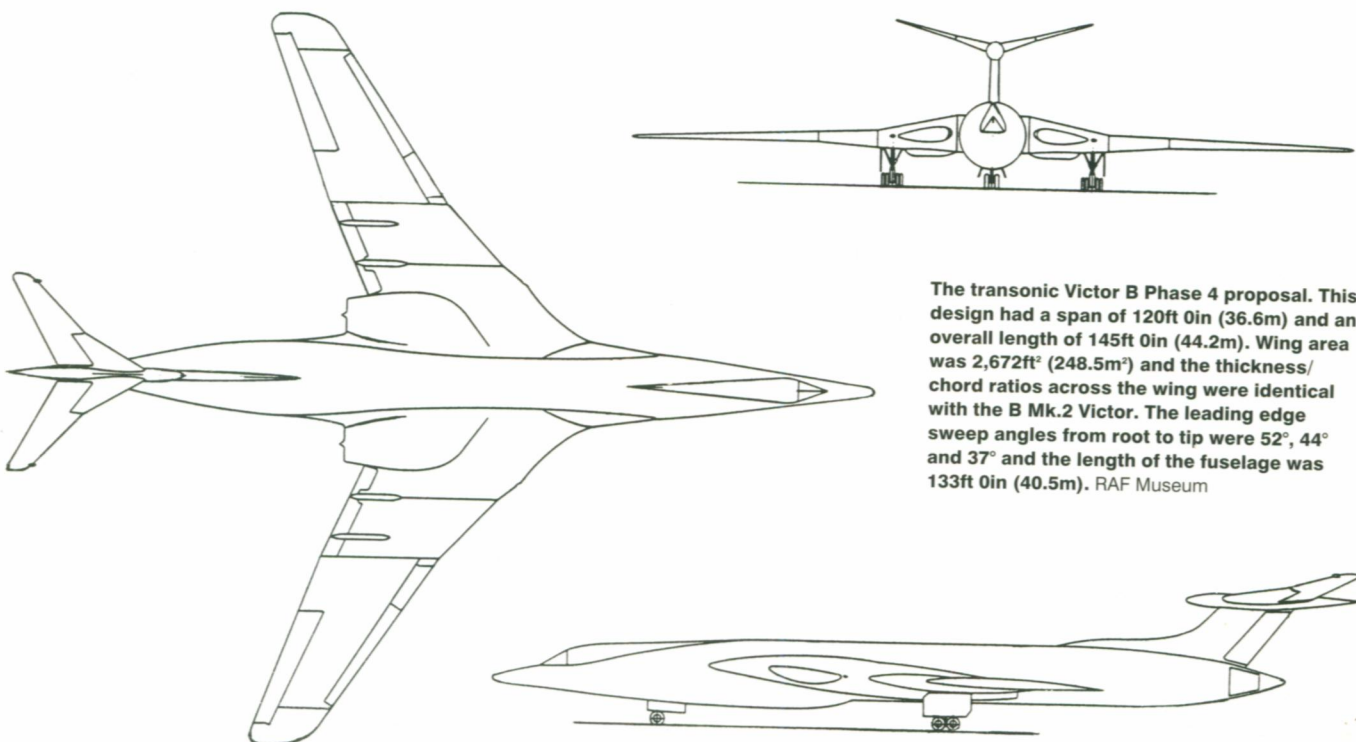 The transonic Victor B Phase 4 proposal. This
design had a span of 120ft 0in (36.6m) and an
overall length of 145ft 0in (44.2m). Wing area
was 2,672ft² (248.5m²) and the thickness/
chord ratios across the wing were identical
with the B Mk.2 Victor. The leading edge
sweep angles from root to tip were 52°, 44°
and 37° and the length of the fuselage was
133ft 0in (40.5m). RAF Museum